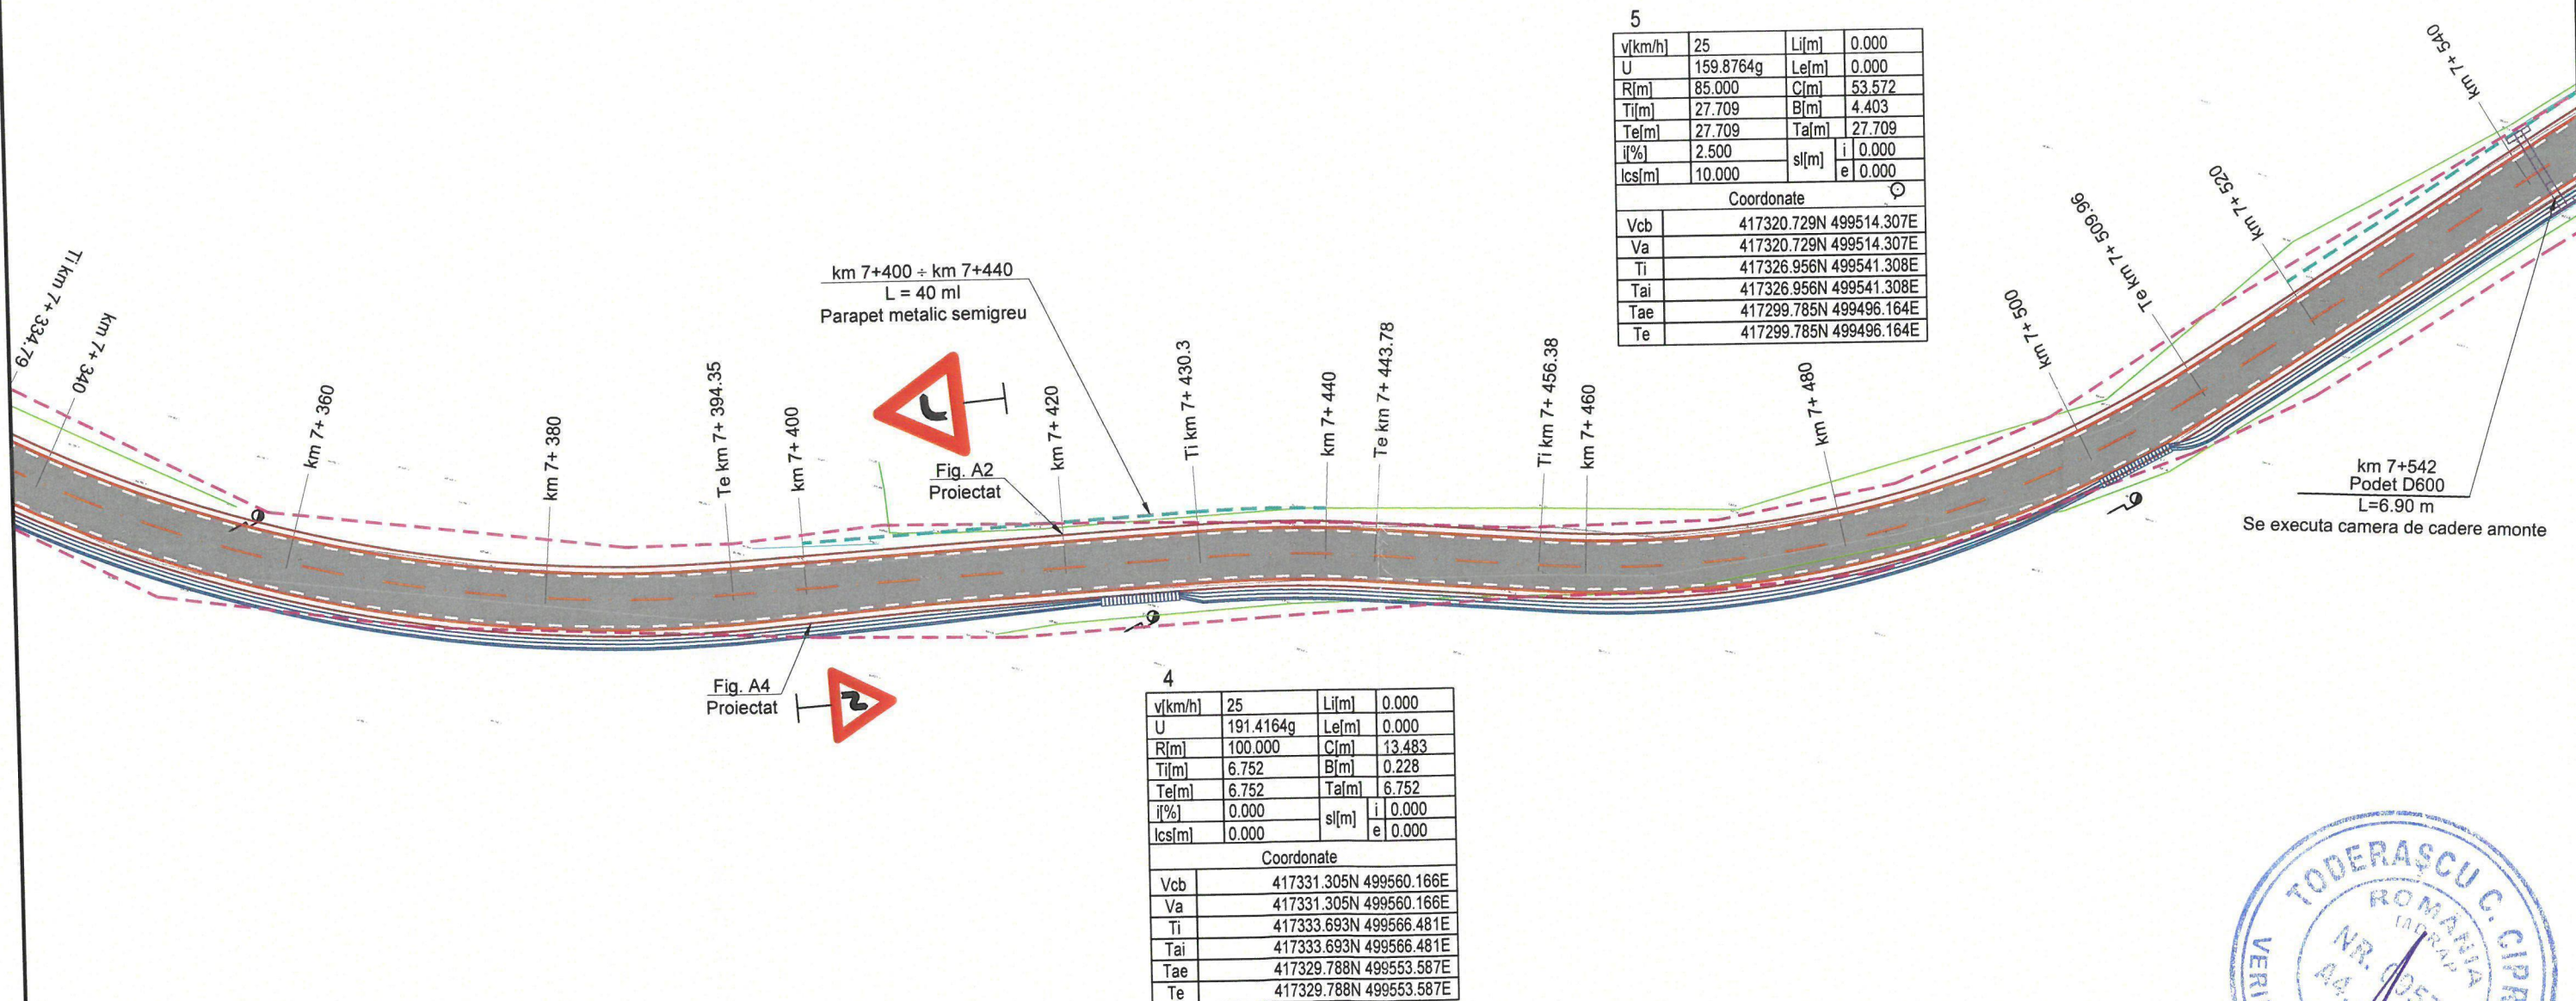 5
v[km/h] 25 Li[m] 0.000
U 159.8764g Le[m] 0.000
R[m] 85.000 C[m] 53.572
Ti[m] 27.709 B[m] 4.403
Te[m] 27.709 Ta[m] 27.709
i[%] 2.500 sl[m] i 0.000
lcs[m] 10.000 e 0.000
Coordonate
Vcb 417320.729N 499514.307E
Va 417320.729N 499514.307E
Ti 417326.956N 499541.308E
Tai 417326.956N 499541.308E
Tae 417299.785N 499496.164E
Te 417299.785N 499496.164E
km 7+400 ÷ km 7+440
L = 40 ml
Parapet metalic semigreu
Ti km 7+ 334.79
km 7+ 340
km 7+ 360
km 7+ 380
Te km 7+ 394.35
km 7+ 400
Fig. A2
Proiectat
km 7+ 420
Ti km 7+ 430.3
km 7+ 440
Te km 7+ 443.78
Ti km 7+ 456.38
km 7+ 460
km 7+ 480
km 7+ 500
Te km 7+ 509.96
km 7+ 520
km 7+ 540
km 7+542
Podet D600
L=6.90 m
Se executa camera de cadere amonte
Fig. A4
Proiectat
4
v[km/h] 25 Li[m] 0.000
U 191.4164g Le[m] 0.000
R[m] 100.000 C[m] 13.483
Ti[m] 6.752 B[m] 0.228
Te[m] 6.752 Ta[m] 6.752
i[%] 0.000 sl[m] i 0.000
lcs[m] 0.000 e 0.000
Coordonate
Vcb 417331.305N 499560.166E
Va 417331.305N 499560.166E
Ti 417333.693N 499566.481E
Tai 417333.693N 499566.481E
Tae 417329.788N 499553.587E
Te 417329.788N 499553.587E
TODERAȘCU C.
ROMÂNIA
NR.
A4